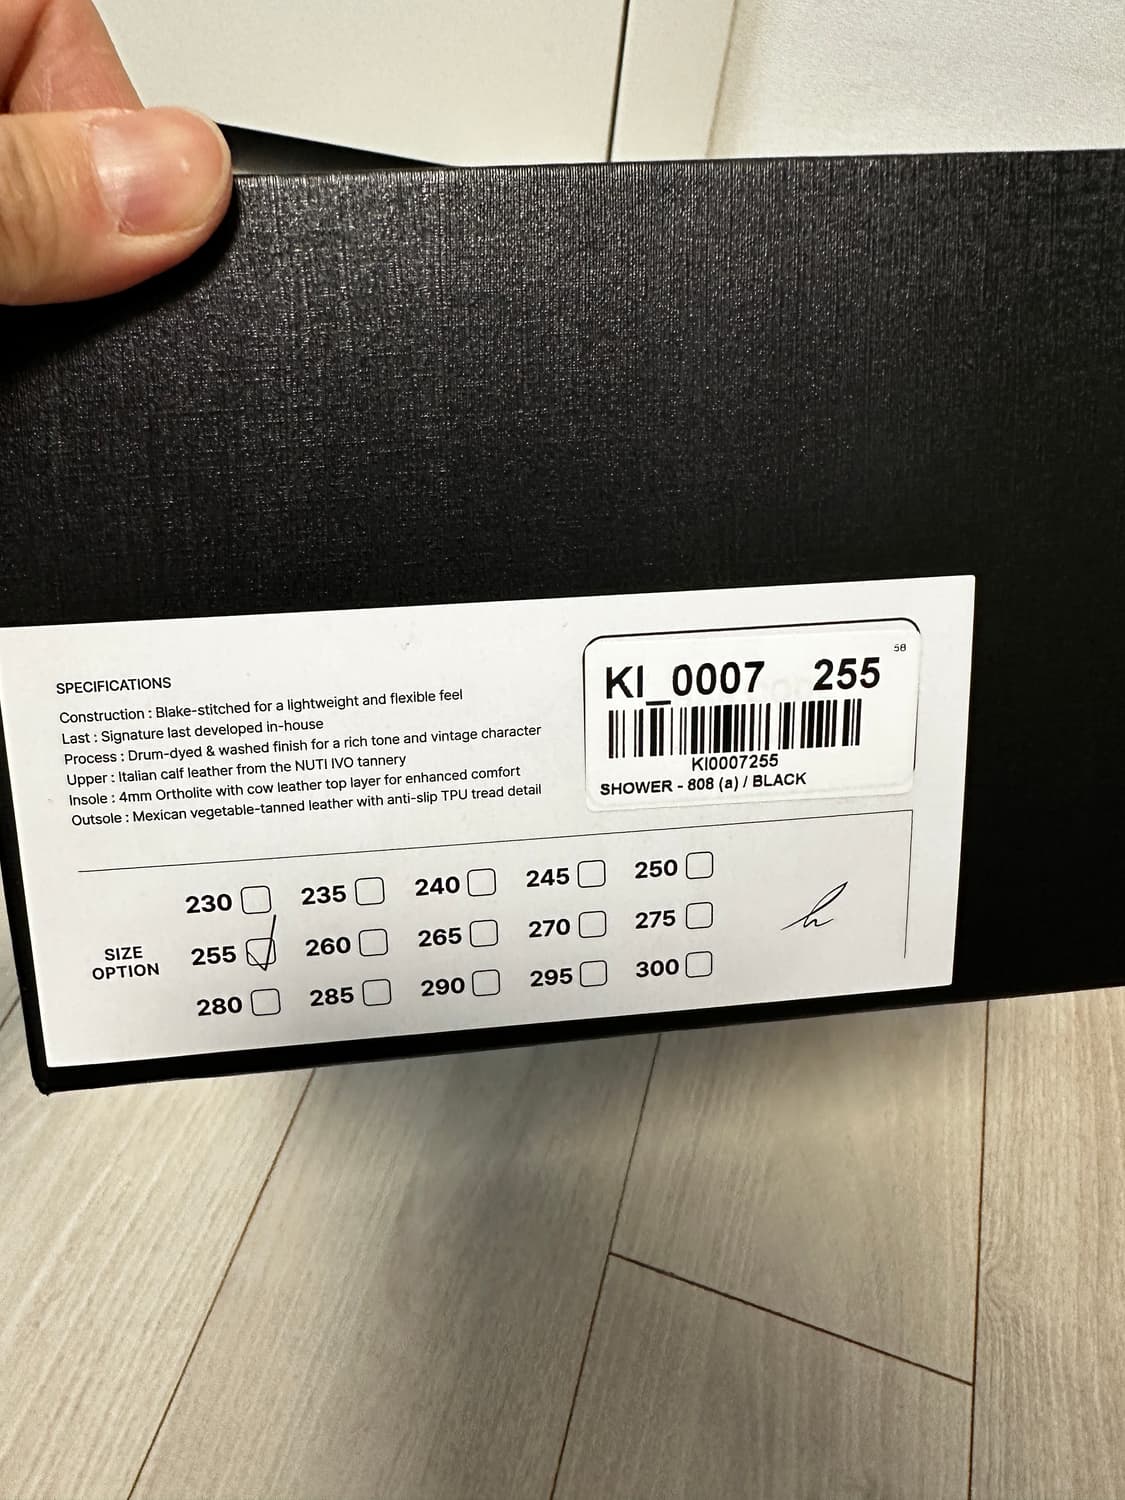 SPECIFICATIONS
Construction : Blake-stitched for a lightweight and flexible feel
Last : Signature last developed in-house
Process : Drum-dyed & washed finish for a rich tone and vintage character
Upper : Italian calf leather from the NUTI IVO tannery
Insole : 4mm Ortholite with cow leather top layer for enhanced comfort
Outsole : Mexican vegetable-tanned leather with anti-slip TPU tread detail
58
KI_0007 255
KI0007255
SHOWER - 808 (a) / BLACK
SIZE
OPTION
230 235 240 245 250
255 260 265 270 275
280 285 290 295 300
h